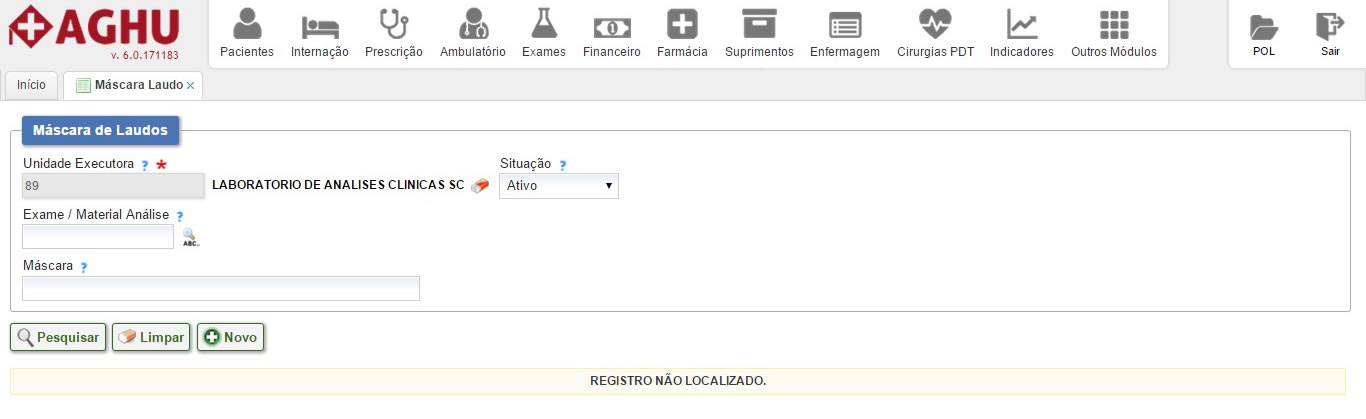 AGHU
v. 6.0.171183
Pacientes Internação Prescrição Ambulatório Exames Financeiro Farmácia Suprimentos Enfermagem Cirurgias PDT Indicadores Outros Módulos POL Sair
Início Máscara Laudo ×
Máscara de Laudos
Unidade Executora ? * Situação ?
89 LABORATORIO DE ANALISES CLINICAS SC Ativo
Exame / Material Análise ?
ABC..
Máscara ?
Pesquisar Limpar Novo
REGISTRO NÃO LOCALIZADO.